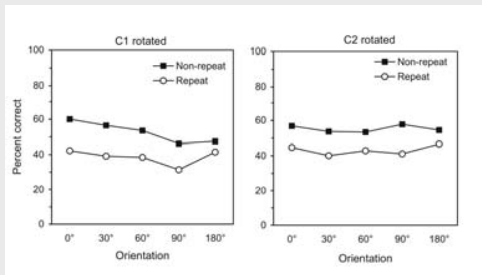 C1 rotated
100
80
60
40
20
0
Percent correct
Non-repeat
Repeat
0° 30° 60° 90° 180°
Orientation
C2 rotated
100
80
60
40
20
0
Non-repeat
Repeat
0° 30° 60° 90° 180°
Orientation